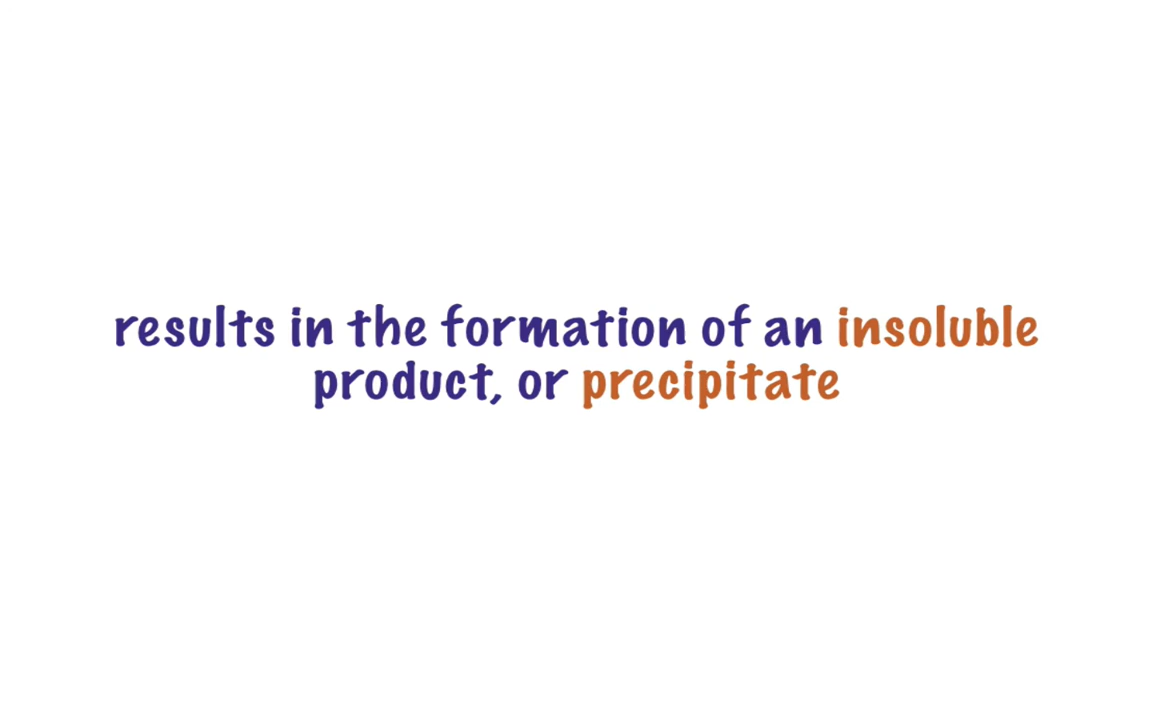 results in the formation of an insoluble
product, or precipitate